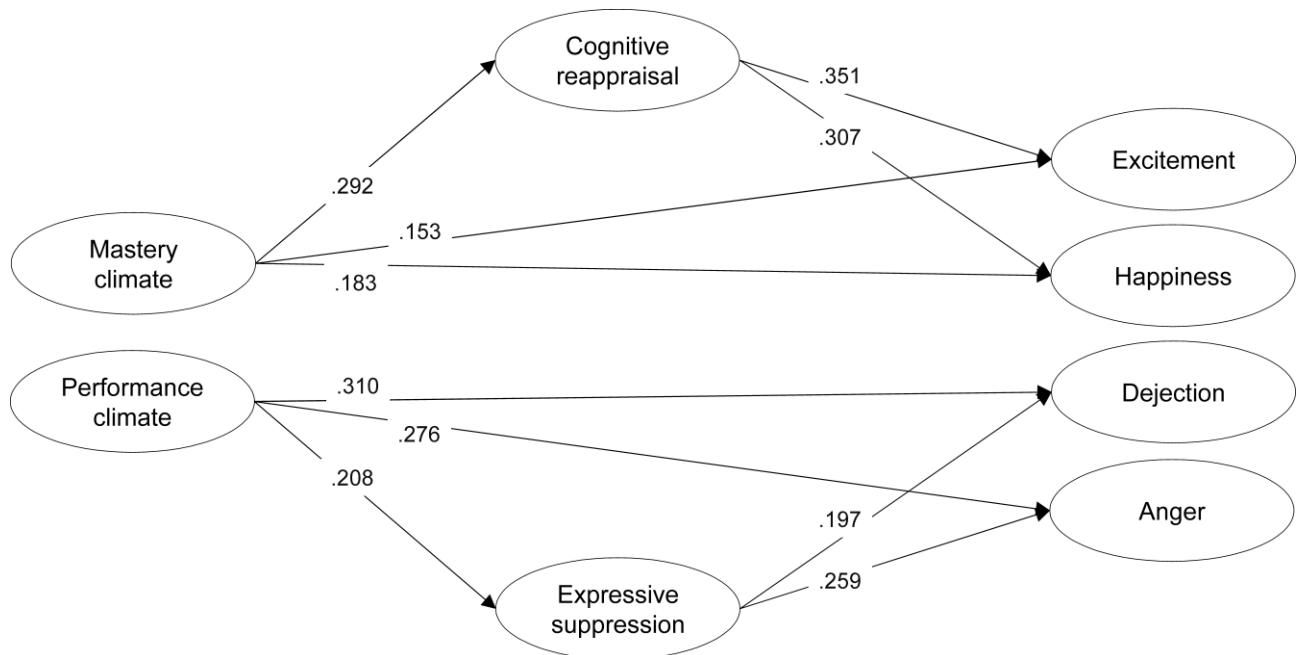 Cognitive
reappraisal
.351
.307
Excitement
.292
.153
Mastery
climate
.183
Happiness
Performance
climate
.310
Dejection
.276
.208
.197
Anger
.259
Expressive
suppression